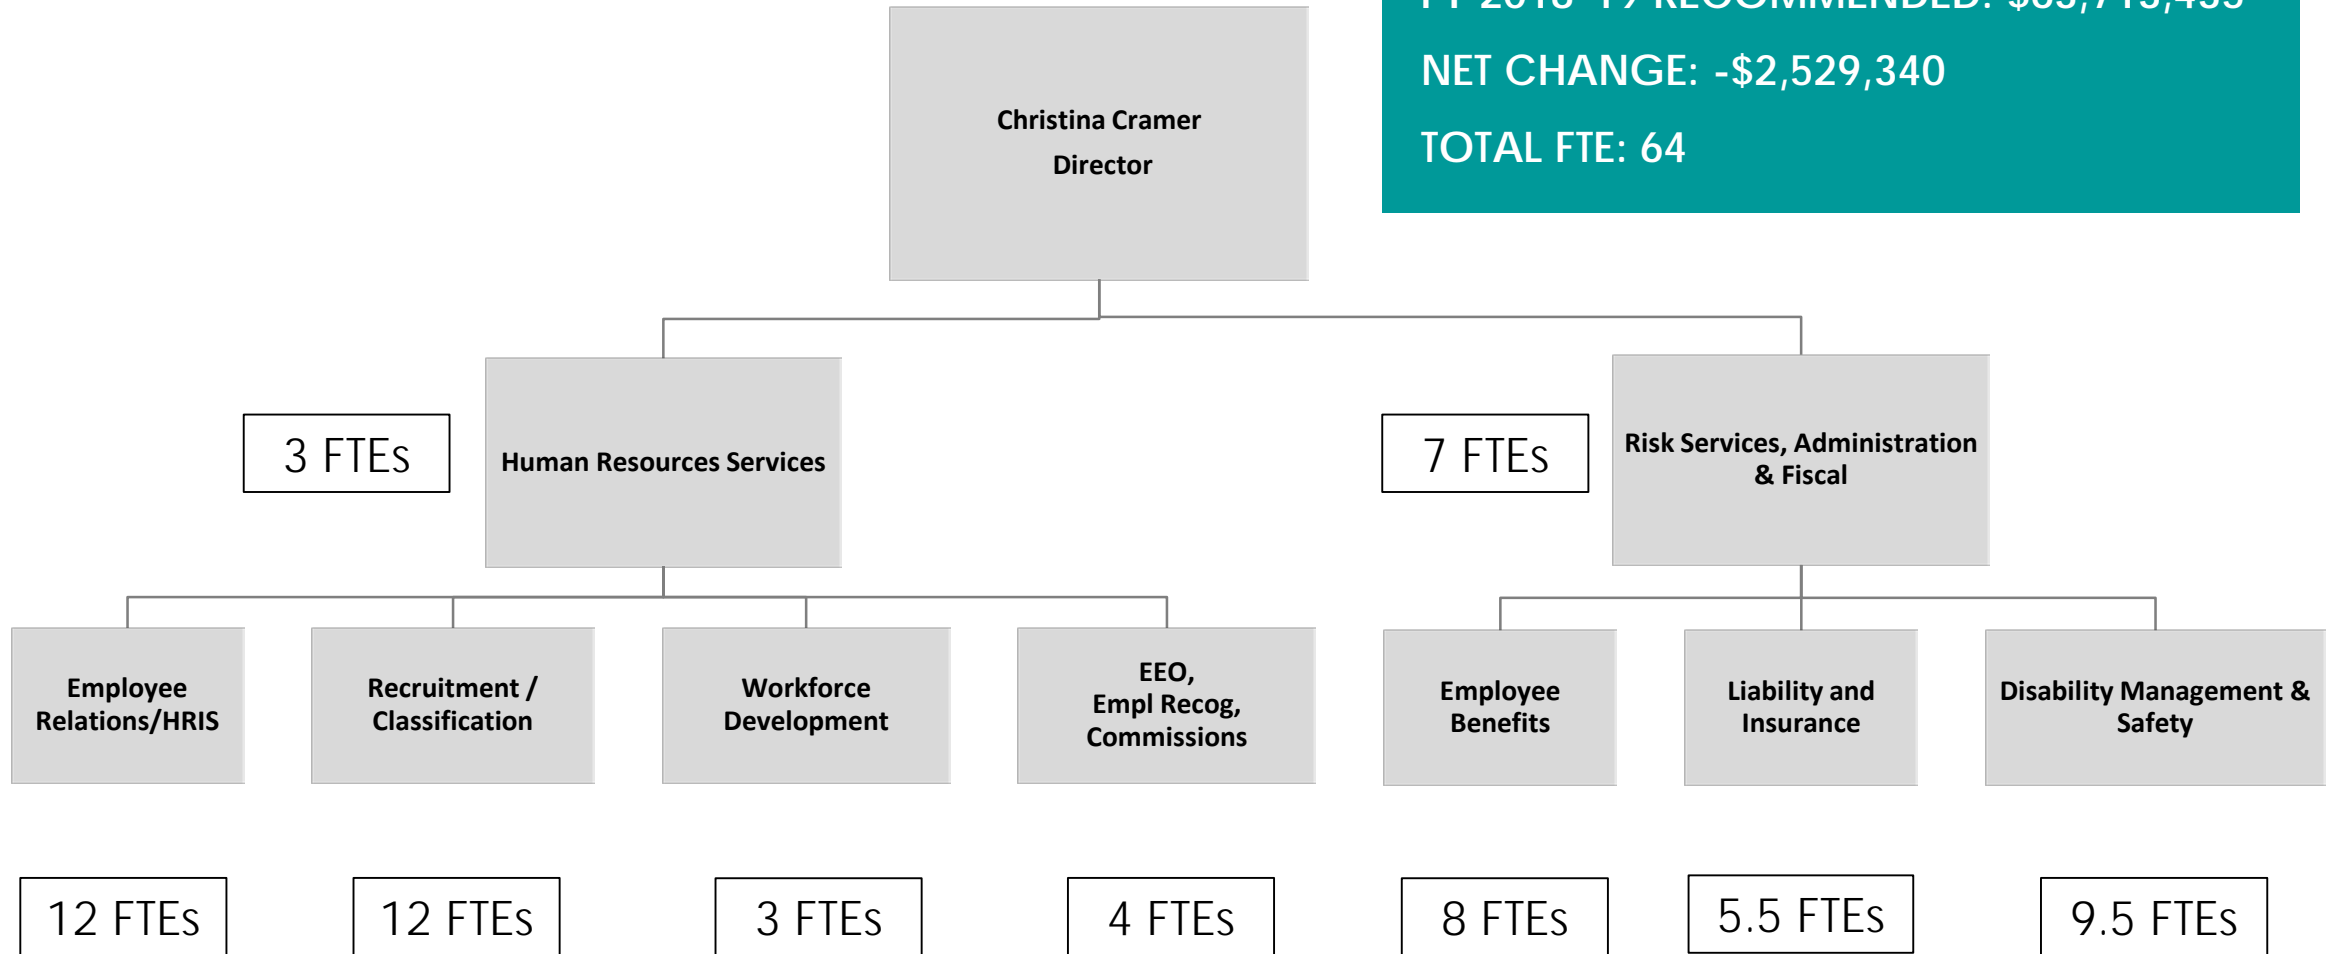 NET CHANGE: -$2,529,340
TOTAL FTE: 64
Christina Cramer
Director
3 FTEs
Human Resources Services
7 FTEs
Risk Services, Administration
& Fiscal
Employee
Relations/HRIS
Recruitment /
Classification
Workforce
Development
EEO,
Empl Recog,
Commissions
Employee
Benefits
Liability and
Insurance
Disability Management &
Safety
12 FTEs
12 FTEs
3 FTEs
4 FTEs
8 FTEs
5.5 FTEs
9.5 FTEs